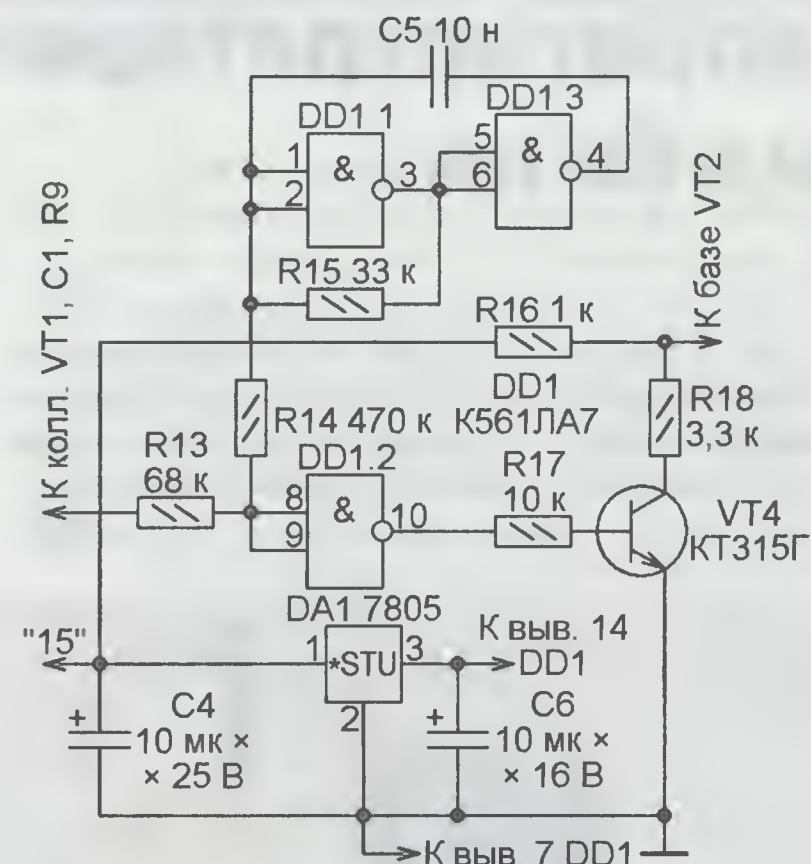 C5 10 н
DD1 1
DD1 3
1
2
&
3
5
6
&
4
R15 33 к
К колл. VT1, C1, R9
К базе VT2
R16 1 к
R14 470 к
DD1
К561ЛА7
R18
3,3 к
R13
68 к
DD1.2
8
9
&
10
R17
10 к
VT4
КТ315Г
DA1 7805
"15"
1
*STU
3
2
К выв. 14
DD1
+
C4
10 мк ×
× 25 В
+
C6
10 мк ×
× 16 В
К выв. 7 DD1